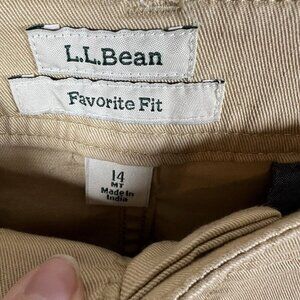 L.L.Bean
Favorite Fit
14
MT
Made In
India